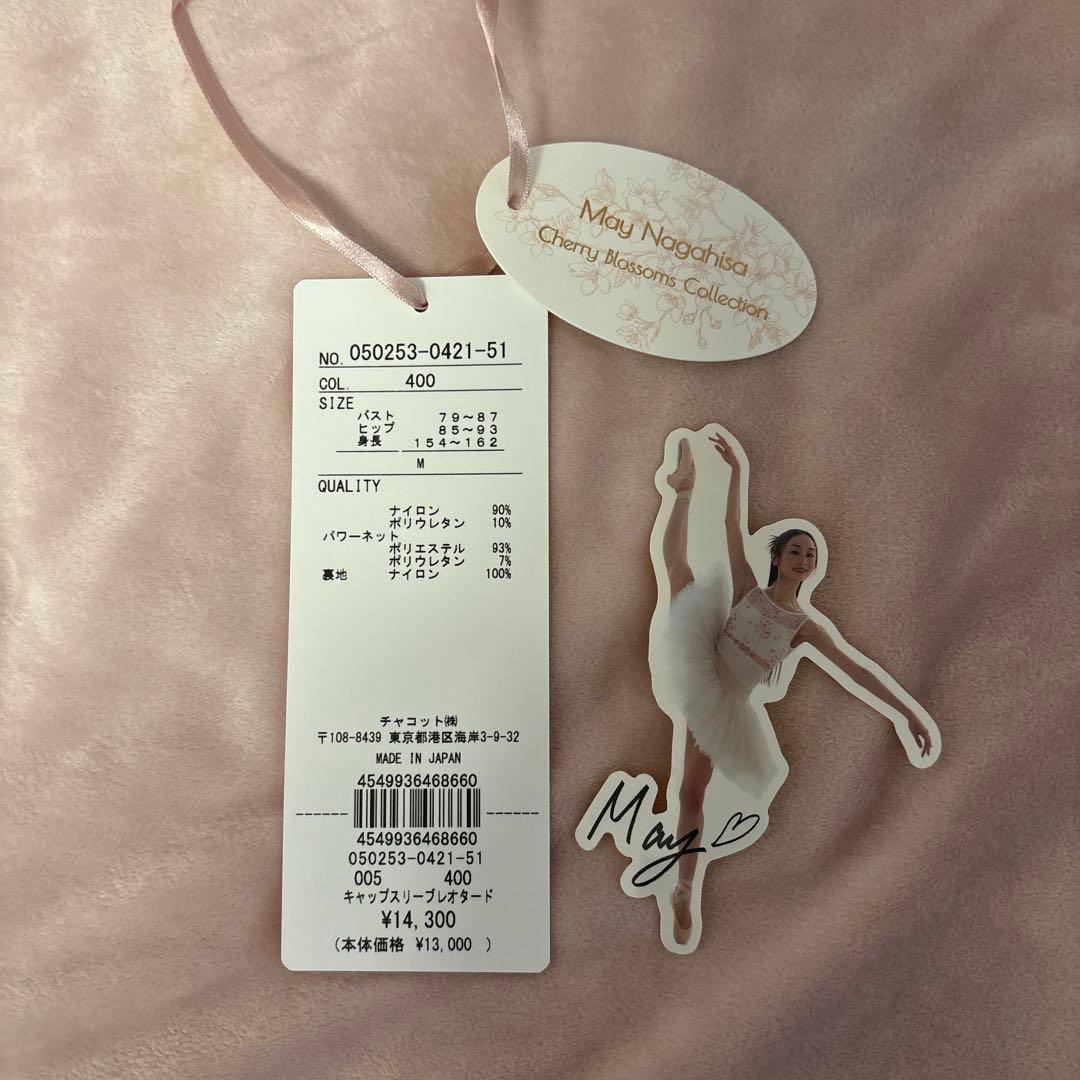 May Nagahisa
Cherry Blossoms Collection
NO. 050253-0421-51
COL. 400
SIZE
バスト 79~87
ヒップ 85~93
身長 154~162
M
QUALITY
ナイロン 90%
ポリウレタン 10%
パワーネット
ポリエステル 93%
ポリウレタン 7%
裏地 ナイロン 100%
チャコット㈱
〒108-8439 東京都港区海岸3-9-32
MADE IN JAPAN
4549936468660
4549936468660
050253-0421-51
005 400
キャップスリーブレオタード
¥14,300
(本体価格 ¥13,000 )
May